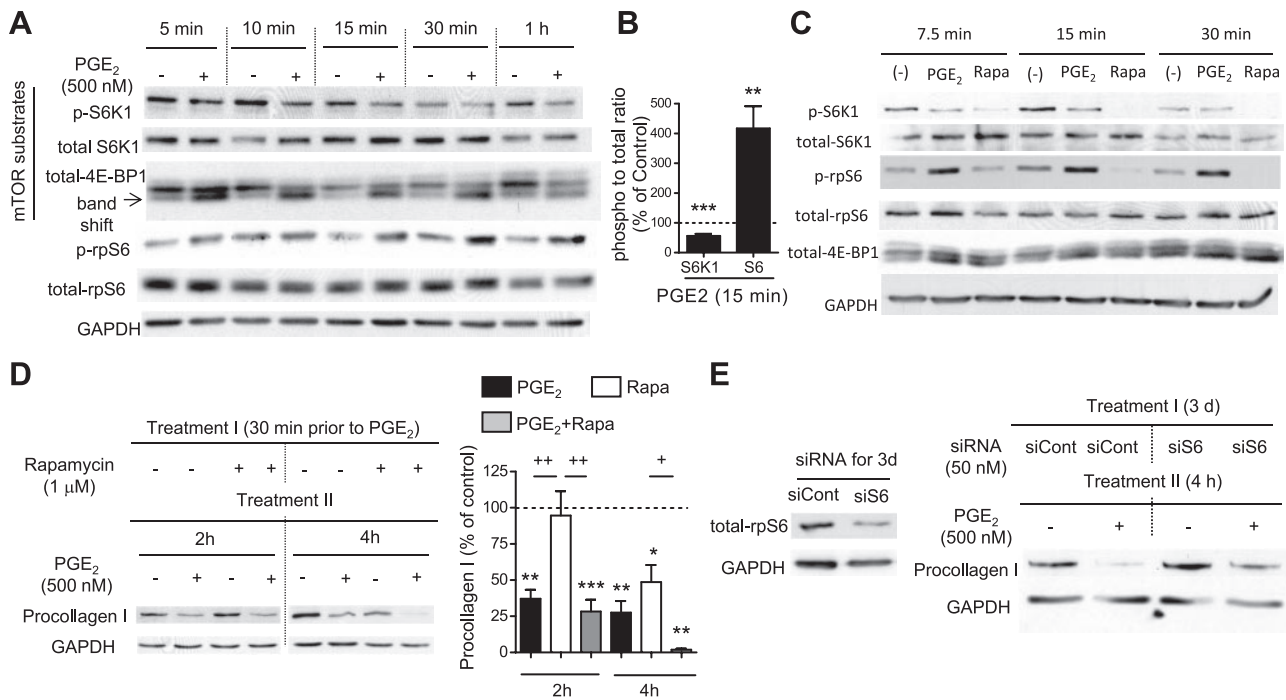 A
5 min 10 min 15 min 30 min 1 h
PGE2
(500 nM)
- + - + - + - + - +
mTOR substrates
p-S6K1
total S6K1
total-4E-BP1
band
shift
p-rpS6
total-rpS6
GAPDH
B
phospho to total ratio
(% of Control)
500
400
300
200
100
0
***
**
S6K1 S6
PGE2 (15 min)
C
7.5 min 15 min 30 min
(-) PGE2 Rapa (-) PGE2 Rapa (-) PGE2 Rapa
p-S6K1
total-S6K1
p-rpS6
total-rpS6
total-4E-BP1
GAPDH
D
Treatment I (30 min prior to PGE2)
Rapamycin
(1 μM)
- - + + - - + +
Treatment II
2h 4h
PGE2
(500 nM)
- + - + - + - +
Procollagen I
GAPDH
PGE2 Rapa
PGE2+Rapa
Procollagen I (% of control)
125
100
75
50
25
0
++ ++ +
** *** ** * **
2h 4h
E
siRNA for 3d
siCont siS6
total-rpS6
GAPDH
Treatment I (3 d)
siRNA
(50 nM)
siCont siCont siS6 siS6
Treatment II (4 h)
PGE2
(500 nM)
- + - +
Procollagen I
GAPDH